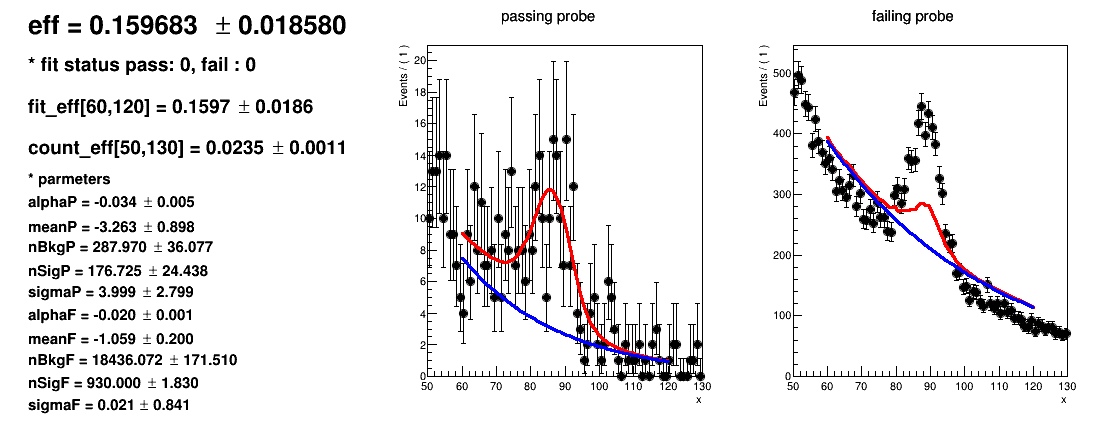 eff = 0.159683 ± 0.018580
* fit status pass: 0, fail : 0
fit_eff[60,120] = 0.1597 ± 0.0186
count_eff[50,130] = 0.0235 ± 0.0011
* parmeters
alphaP = -0.034 ± 0.005
meanP = -3.263 ± 0.898
nBkgP = 287.970 ± 36.077
nSigP = 176.725 ± 24.438
sigmaP = 3.999 ± 2.799
alphaF = -0.020 ± 0.001
meanF = -1.059 ± 0.200
nBkgF = 18436.072 ± 171.510
nSigF = 930.000 ± 1.830
sigmaF = 0.021 ± 0.841
passing probe
Events / ( 1 )
20
18
16
14
12
10
8
6
4
2
0
50 60 70 80 90 100 110 120 130
x
failing probe
Events / ( 1 )
500
400
300
200
100
0
50 60 70 80 90 100 110 120 130
x